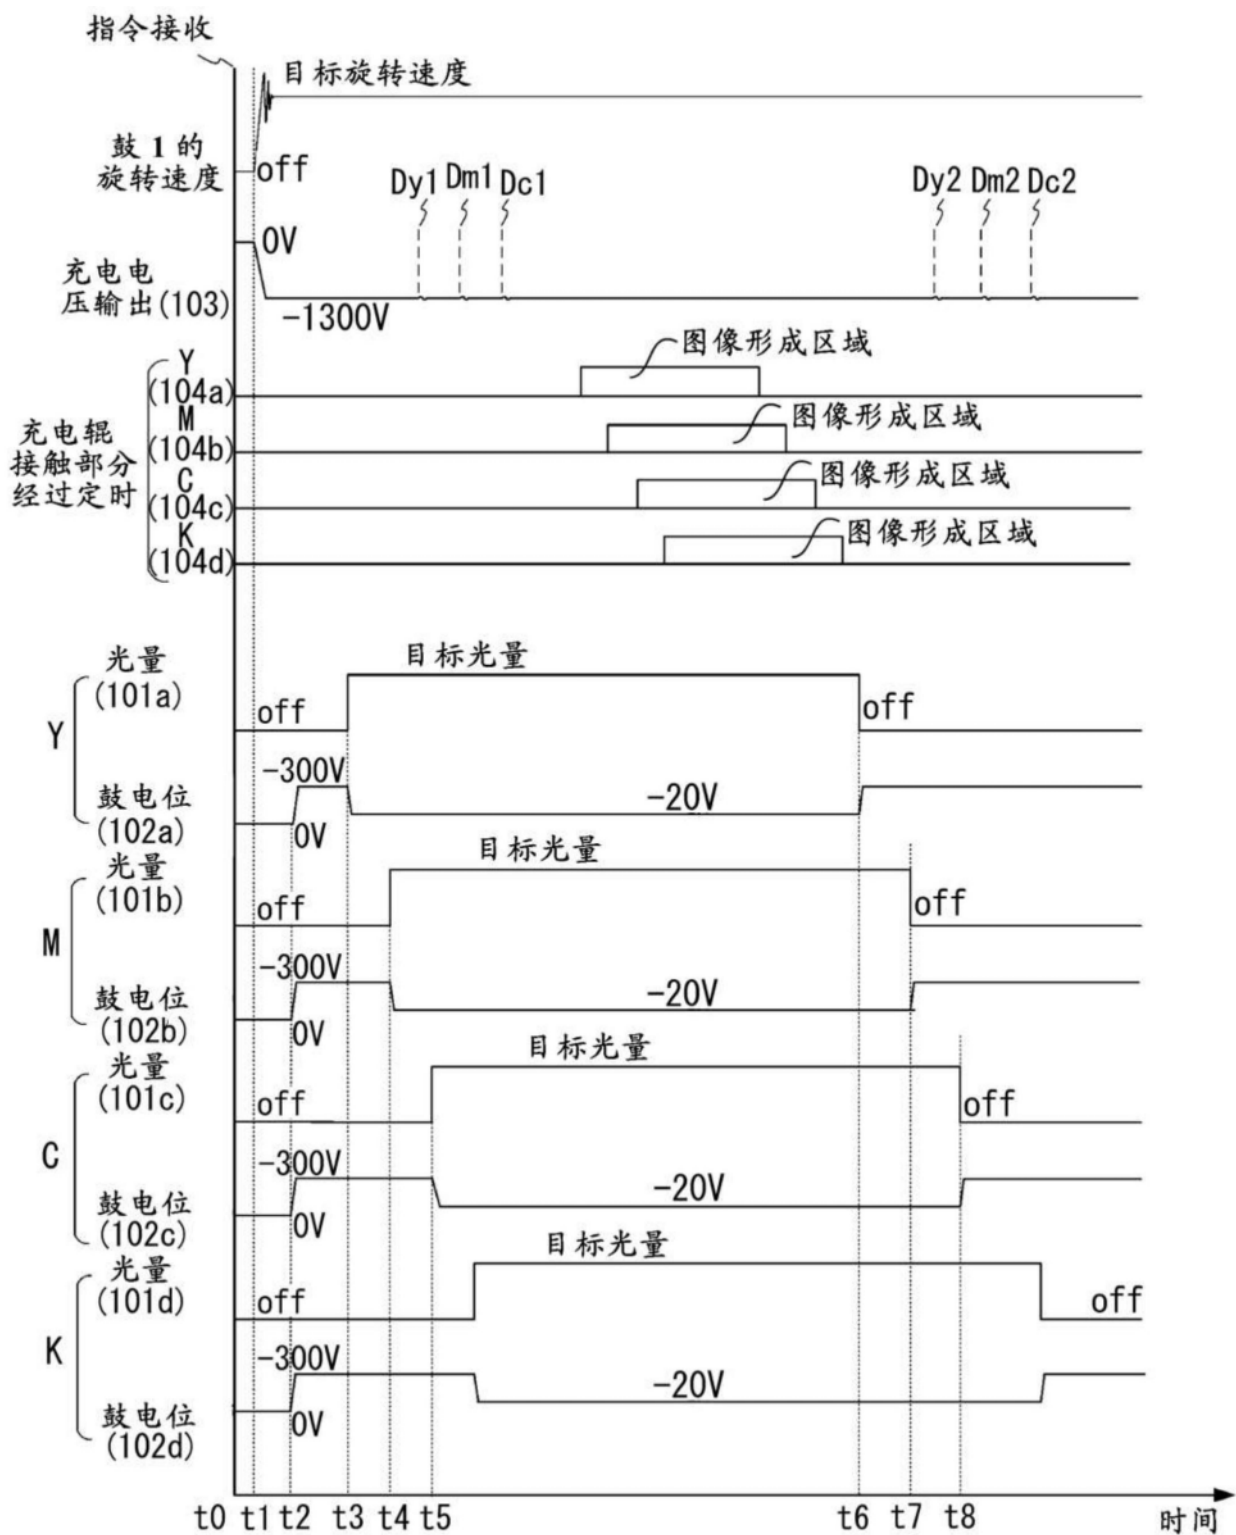 指令接收
目标旋转速度
鼓 1 的
旋转速度
off
Dy1 Dm1 Dc1
Dy2 Dm2 Dc2
0V
充电电
压输出(103)
-1300V
充电辊
接触部分
经过定时
Y
(104a)
图像形成区域
M
(104b)
图像形成区域
C
(104c)
图像形成区域
K
(104d)
图像形成区域
Y
光量
(101a)
目标光量
off
off
-300V
鼓电位
(102a)
-20V
0V
M
光量
(101b)
目标光量
off
off
-300V
鼓电位
(102b)
-20V
0V
C
光量
(101c)
目标光量
off
off
-300V
鼓电位
(102c)
-20V
0V
K
光量
(101d)
目标光量
off
off
-300V
鼓电位
(102d)
-20V
0V
t0 t1 t2 t3 t4 t5 t6 t7 t8 时间